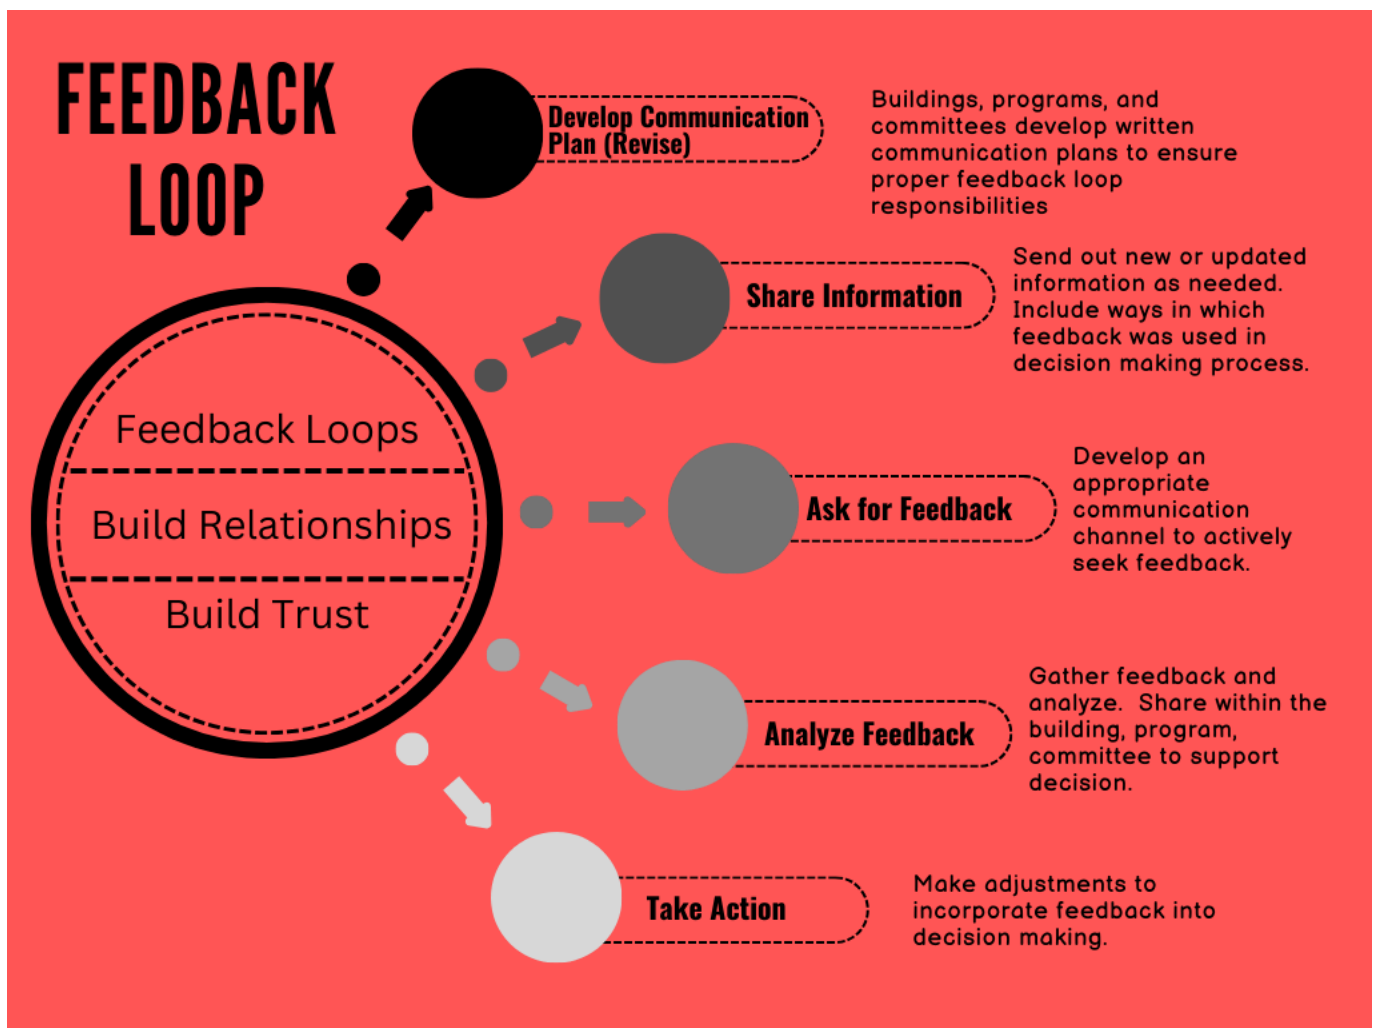 FEEDBACK
LOOP
Feedback Loops
Build Relationships
Build Trust
Develop Communication
Plan (Revise)
Buildings, programs, and
committees develop written
communication plans to ensure
proper feedback loop
responsibilities
Share Information
Send out new or updated
information as needed.
Include ways in which
feedback was used in
decision making process.
Ask for Feedback
Develop an
appropriate
communication
channel to actively
seek feedback.
Analyze Feedback
Gather feedback and
analyze.  Share within the
building, program,
committee to support
decision.
Take Action
Make adjustments to
incorporate feedback into
decision making.